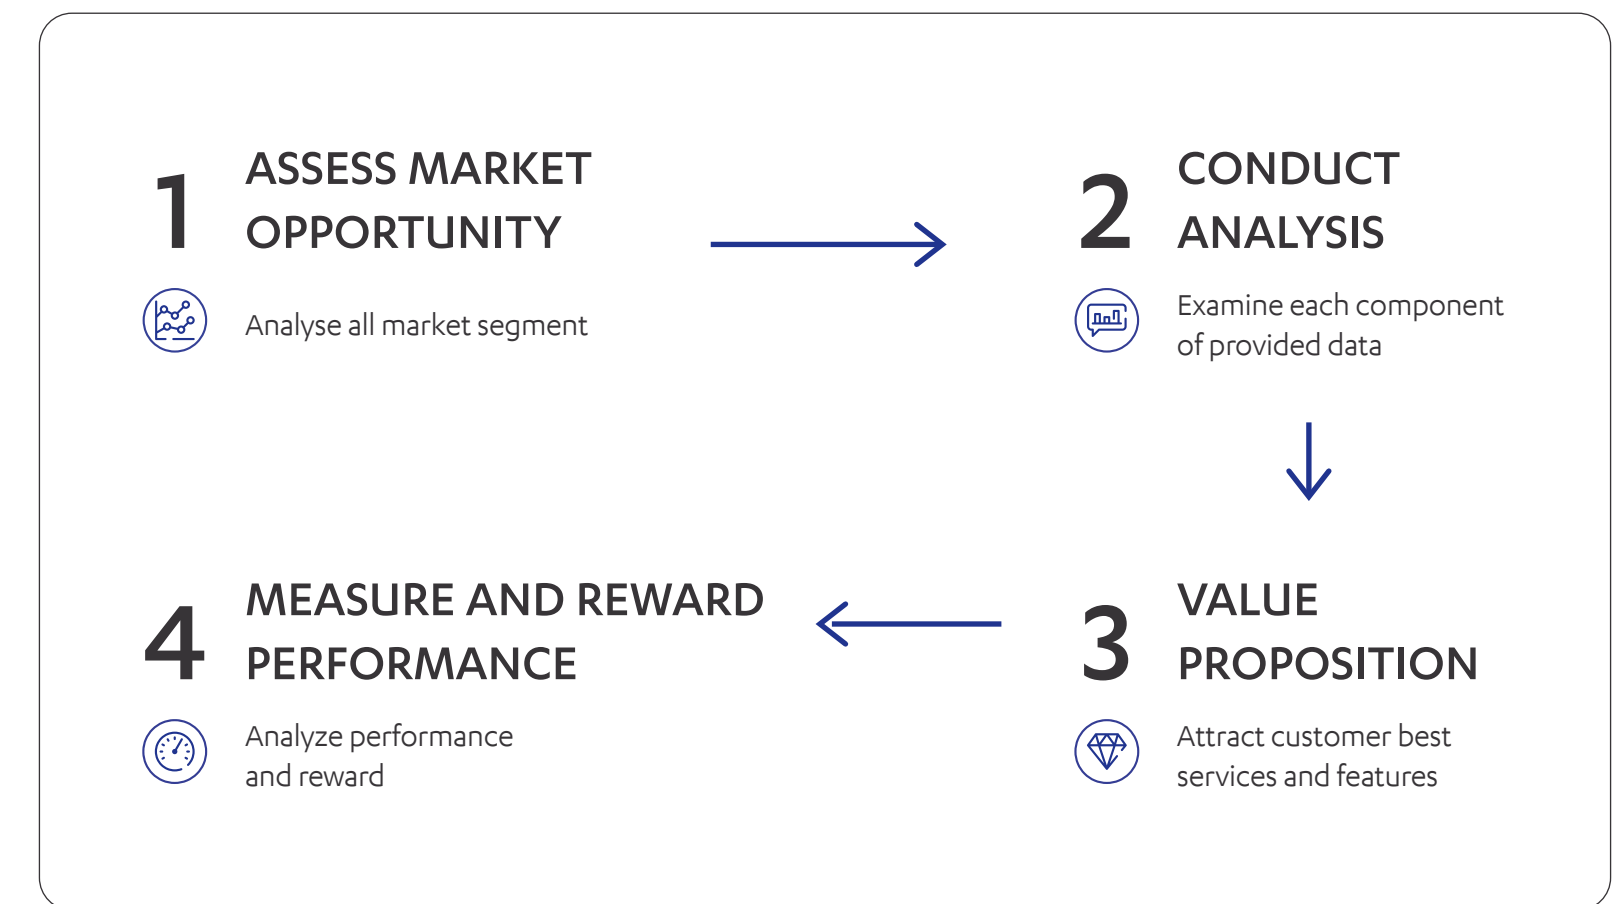 1
ASSESS MARKET
OPPORTUNITY
Analyse all market segment
2
CONDUCT
ANALYSIS
Examine each component
of provided data
3
VALUE
PROPOSITION
Attract customer best
services and features
4
MEASURE AND REWARD
PERFORMANCE
Analyze performance
and reward